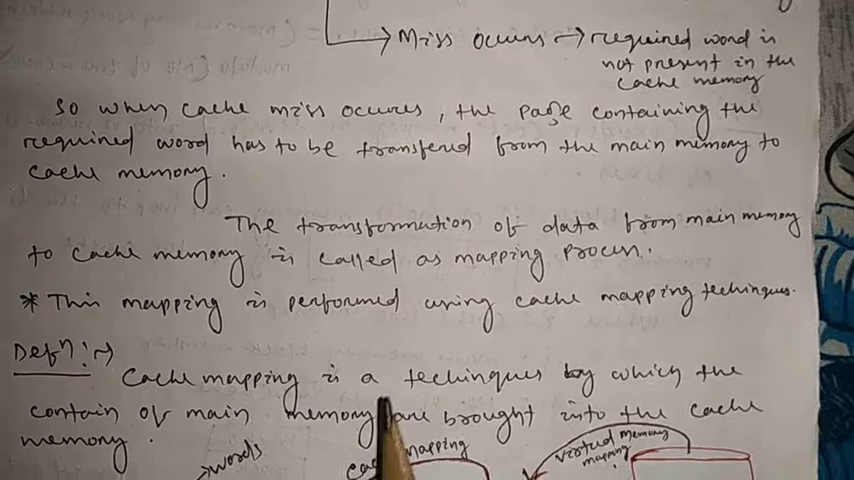 → Miss occurs → required word is
not present in the
cache memory
So when cache miss occures, the page containing the
required word has to be transfered from the main memory to
cache memory.
The transformation of data from main memory
to cache memory is called as mapping process.
* This mapping is performed using cache mapping techinques.
Defⁿ :→
Cache mapping is a techinques by which the
contain of main memory are brought into the cache
memory.
→ words
mapping
virtual memory
mapping